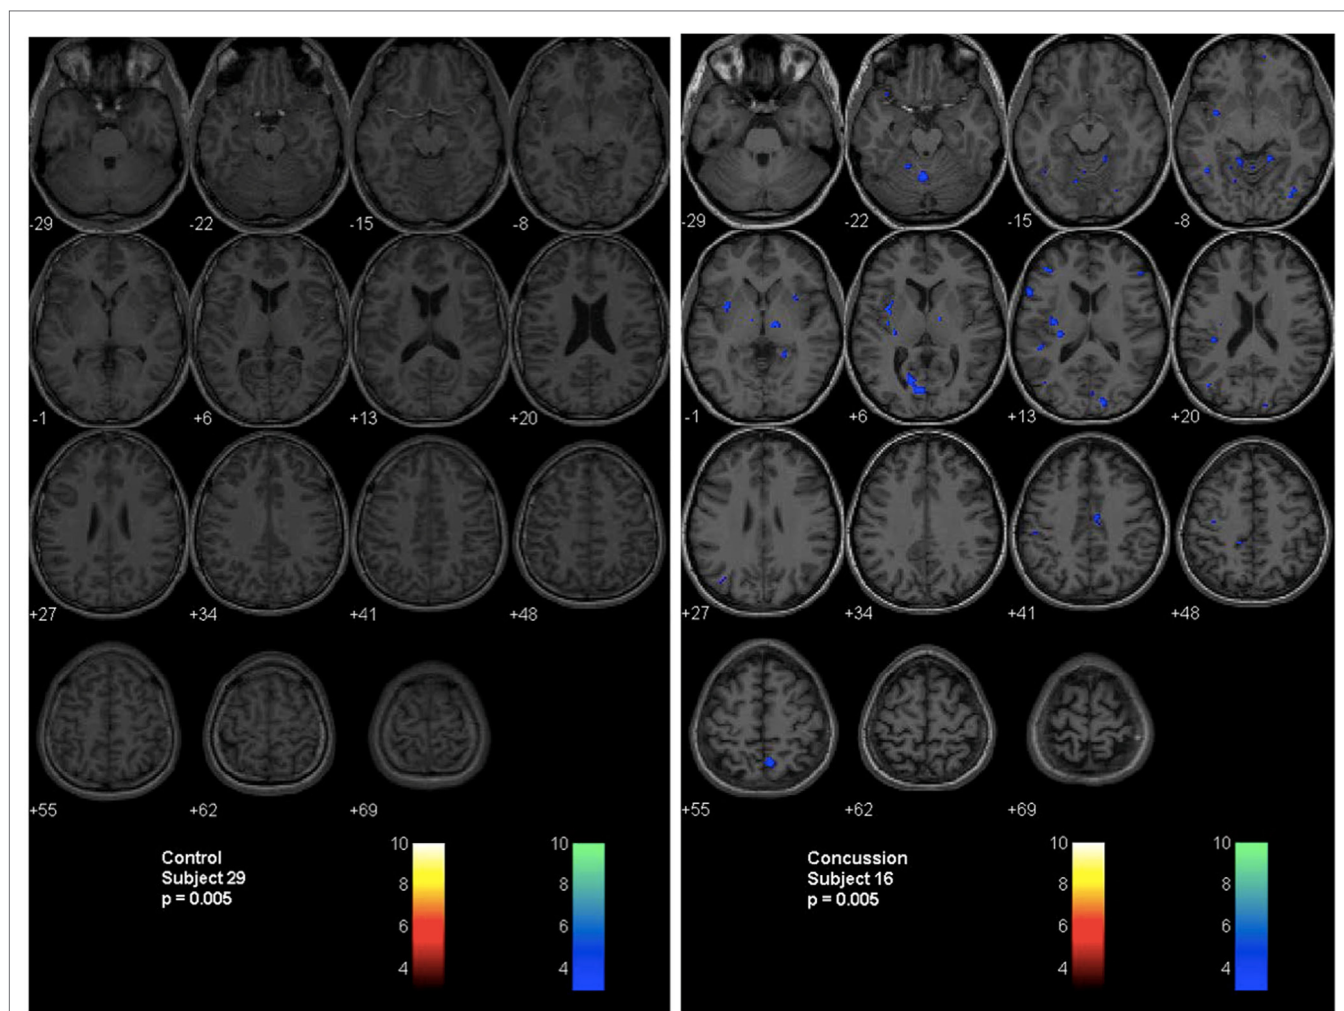 -29 -22 -15 -8
-1 +6 +13 +20
+27 +34 +41 +48
+55 +62 +69
Control
Subject 29
p = 0.005
10
8
6
4
10
8
6
4
-29 -22 -15 -8
-1 +6 +13 +20
+27 +34 +41 +48
+55 +62 +69
Concussion
Subject 16
p = 0.005
10
8
6
4
10
8
6
4